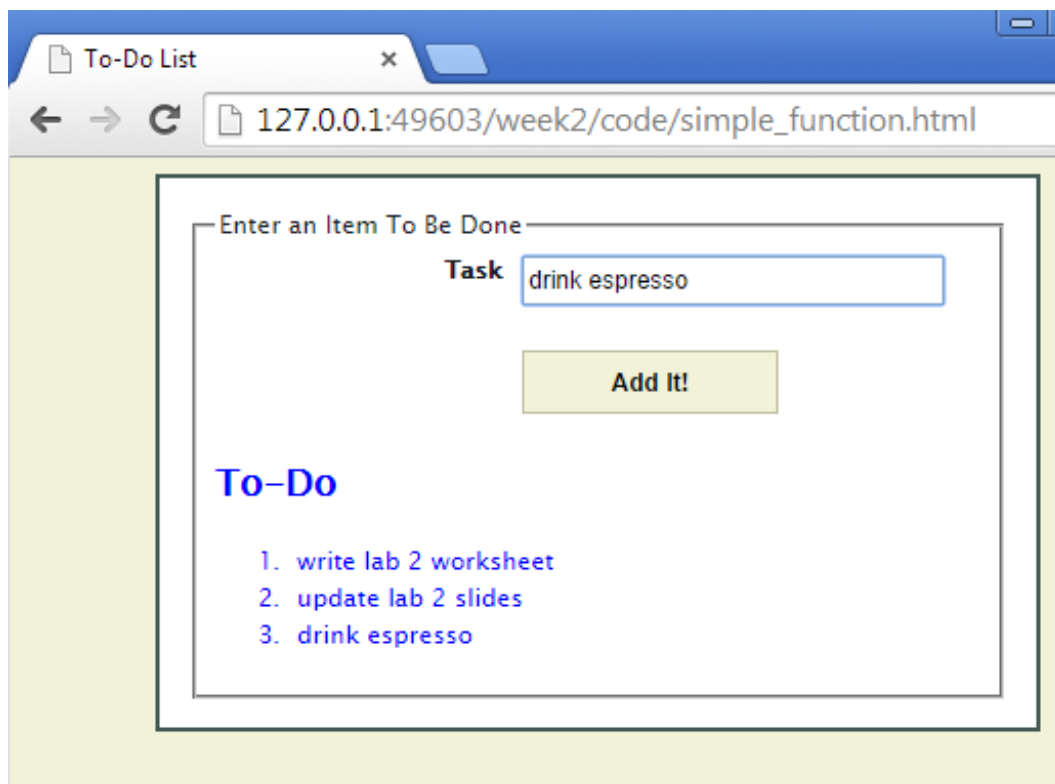 To-Do List
127.0.0.1:49603/week2/code/simple_function.html
Enter an Item To Be Done
Task drink espresso
Add It!
To-Do
1. write lab 2 worksheet
2. update lab 2 slides
3. drink espresso